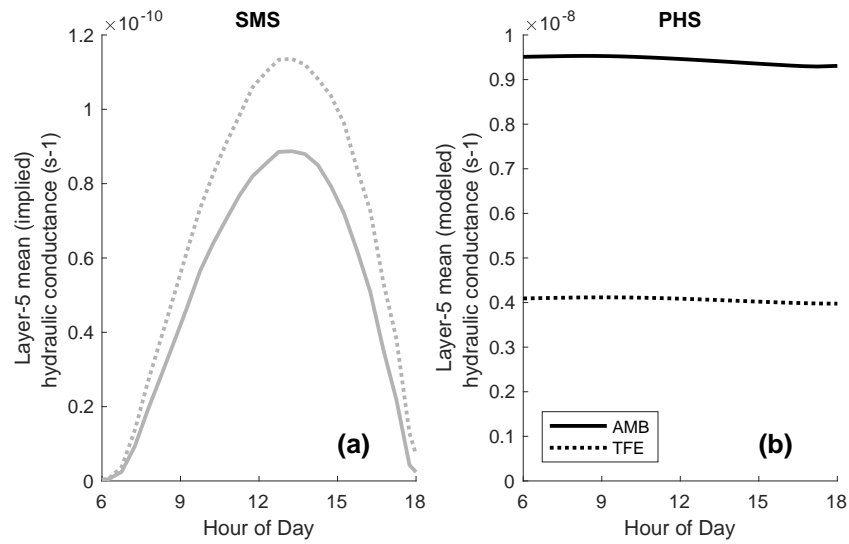 SMS
×10-10
1.2
1
0.8
0.6
0.4
0.2
0
6
9
12
15
18
Layer-5 mean (implied)
hydraulic conductance (s-1)
Hour of Day
(a)
PHS
×10-8
1
0.9
0.8
0.7
0.6
0.5
0.4
0.3
0.2
0.1
0
6
9
12
15
18
Layer-5 mean (modeled)
hydraulic conductance (s-1)
Hour of Day
AMB
TFE
(b)